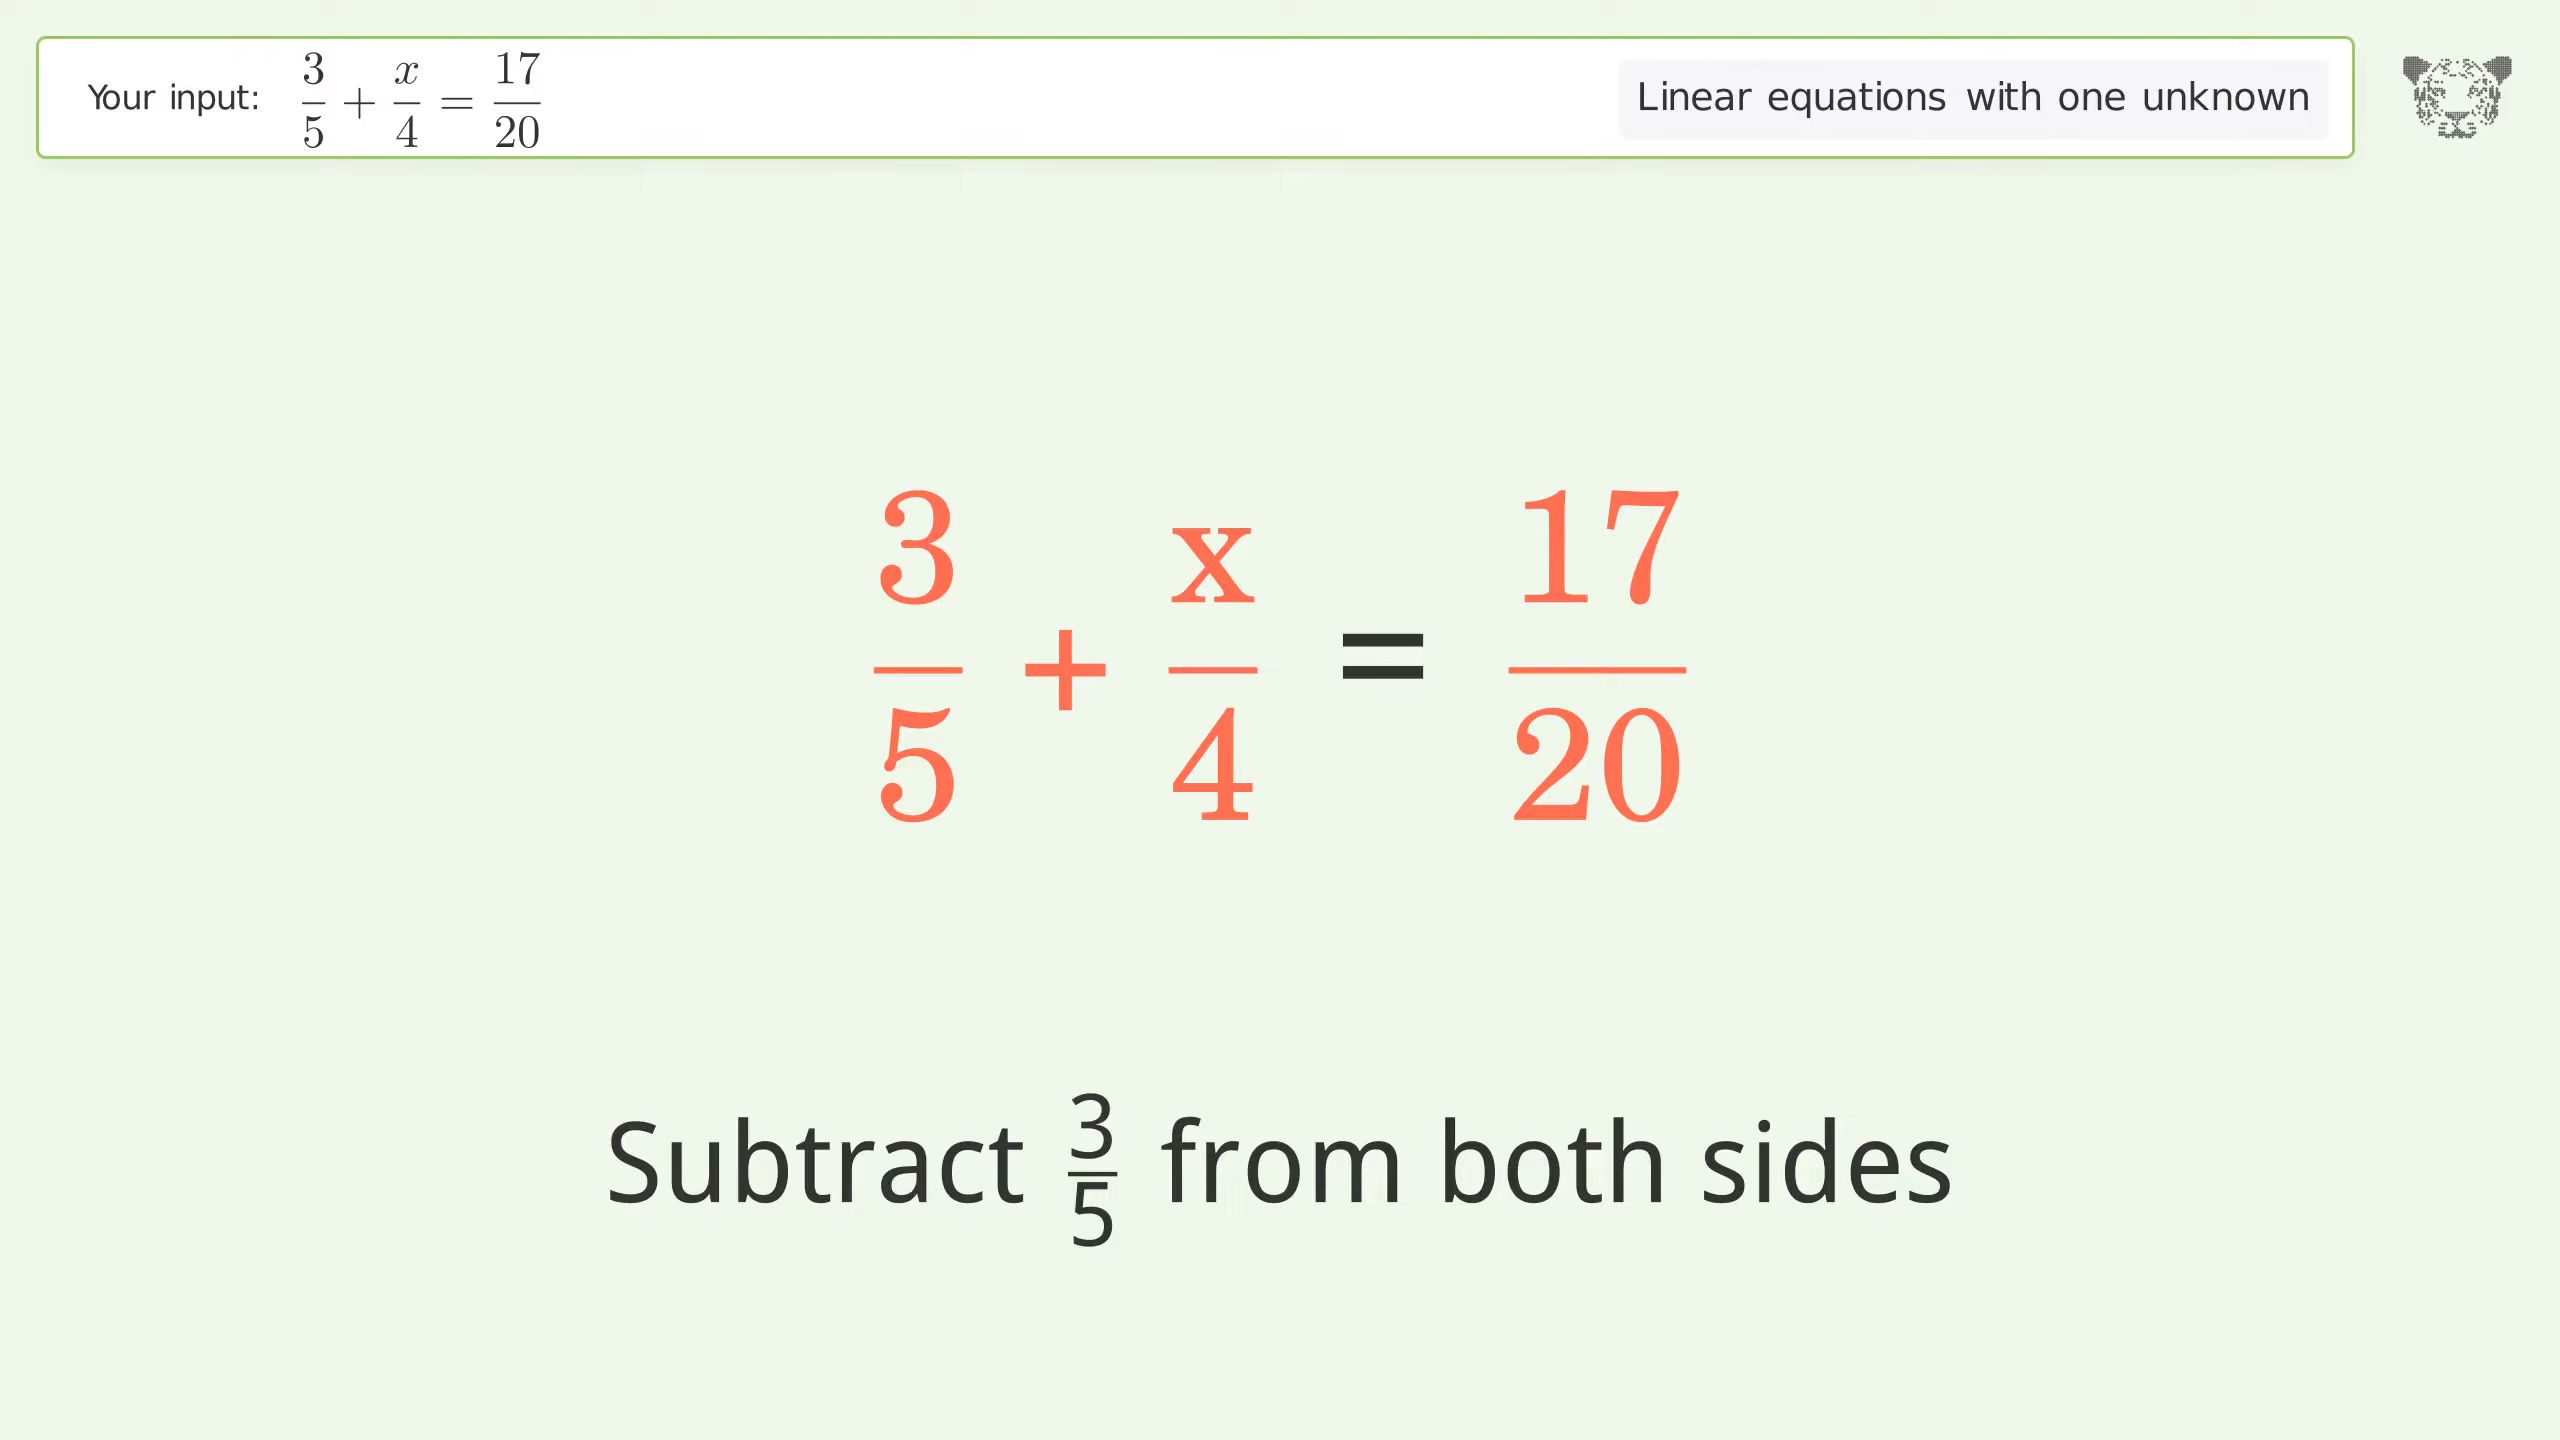 Your input: 3/5 + x/4 = 17/20
Linear equations with one unknown
3/5 + x/4 = 17/20
Subtract 3/5 from both sides